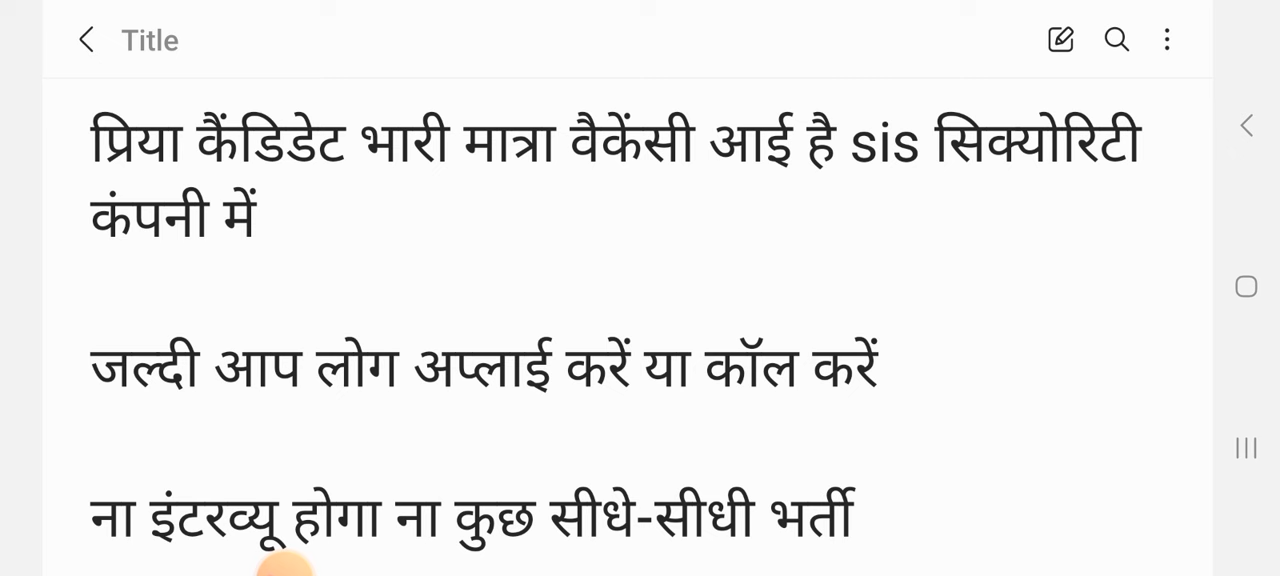 Title
प्रिया कैंडिडेट भारी मात्रा वैकेंसी आई है sis सिक्योरिटी
कंपनी में
जल्दी आप लोग अप्लाई करें या कॉल करें
ना इंटरव्यू होगा ना कुछ सीधे-सीधी भर्ती